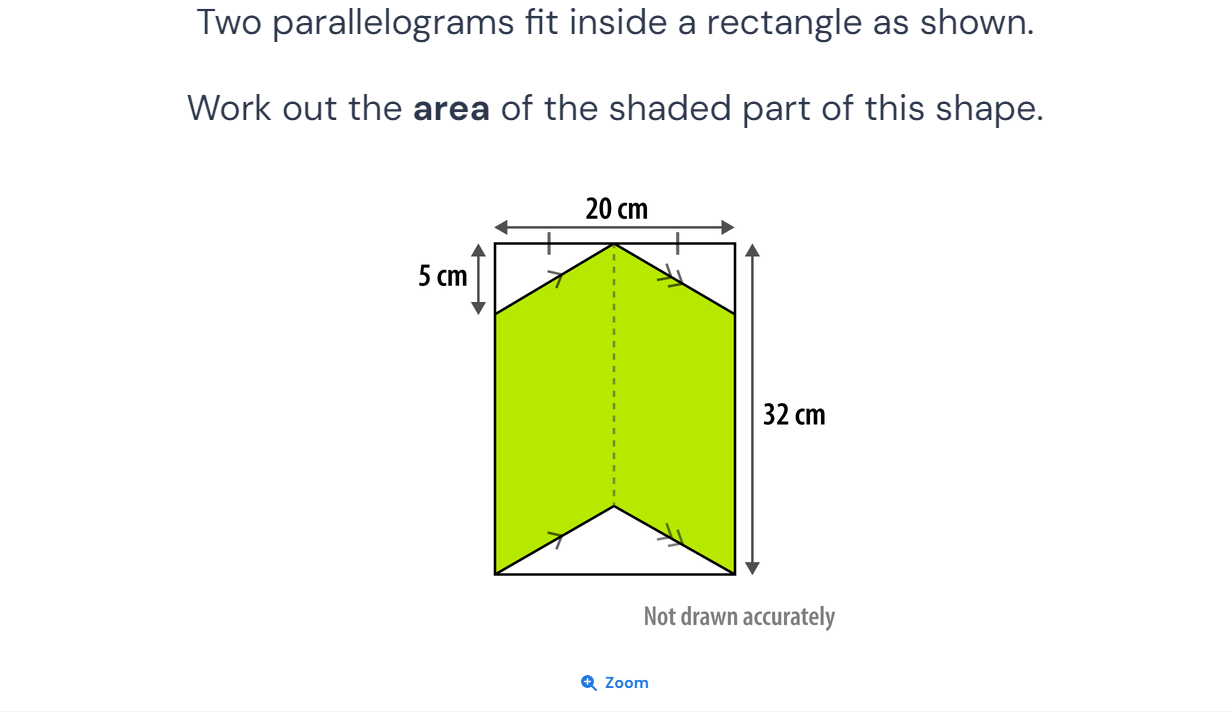 Two parallelograms fit inside a rectangle as shown.
Work out the area of the shaded part of this shape.
20 cm
5 cm
32 cm
Not drawn accurately
Zoom